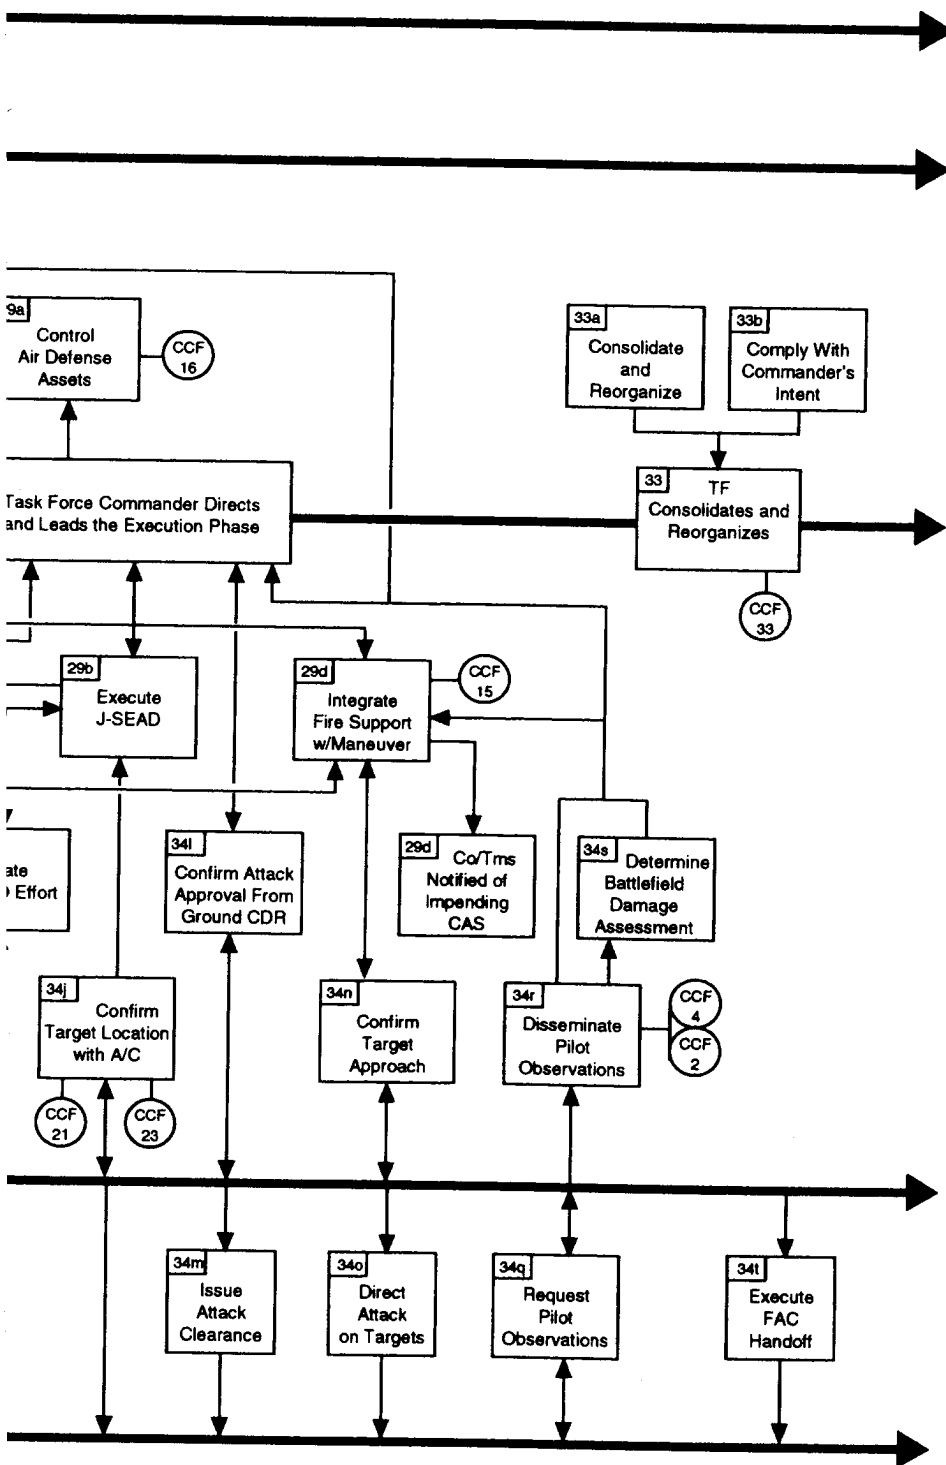 9a
Control
Air Defense
Assets
CCF
16
33a
Consolidate
and
Reorganize
33b
Comply With
Commander's
Intent
Task Force Commander Directs
and Leads the Execution Phase
33
TF
Consolidates and
Reorganizes
CCF
33
29b
Execute
J-SEAD
29d
Integrate
Fire Support
w/Maneuver
CCF
15
ate
Effort
34l
Confirm Attack
Approval From
Ground CDR
29d
Co/Tms
Notified of
Impending
CAS
34s
Determine
Battlefield
Damage
Assessment
34j
Confirm
Target Location
with A/C
CCF
21
CCF
23
34n
Confirm
Target
Approach
34r
Disseminate
Pilot
Observations
CCF
4
CCF
2
34m
Issue
Attack
Clearance
34o
Direct
Attack
on Targets
34q
Request
Pilot
Observations
34t
Execute
FAC
Handoff